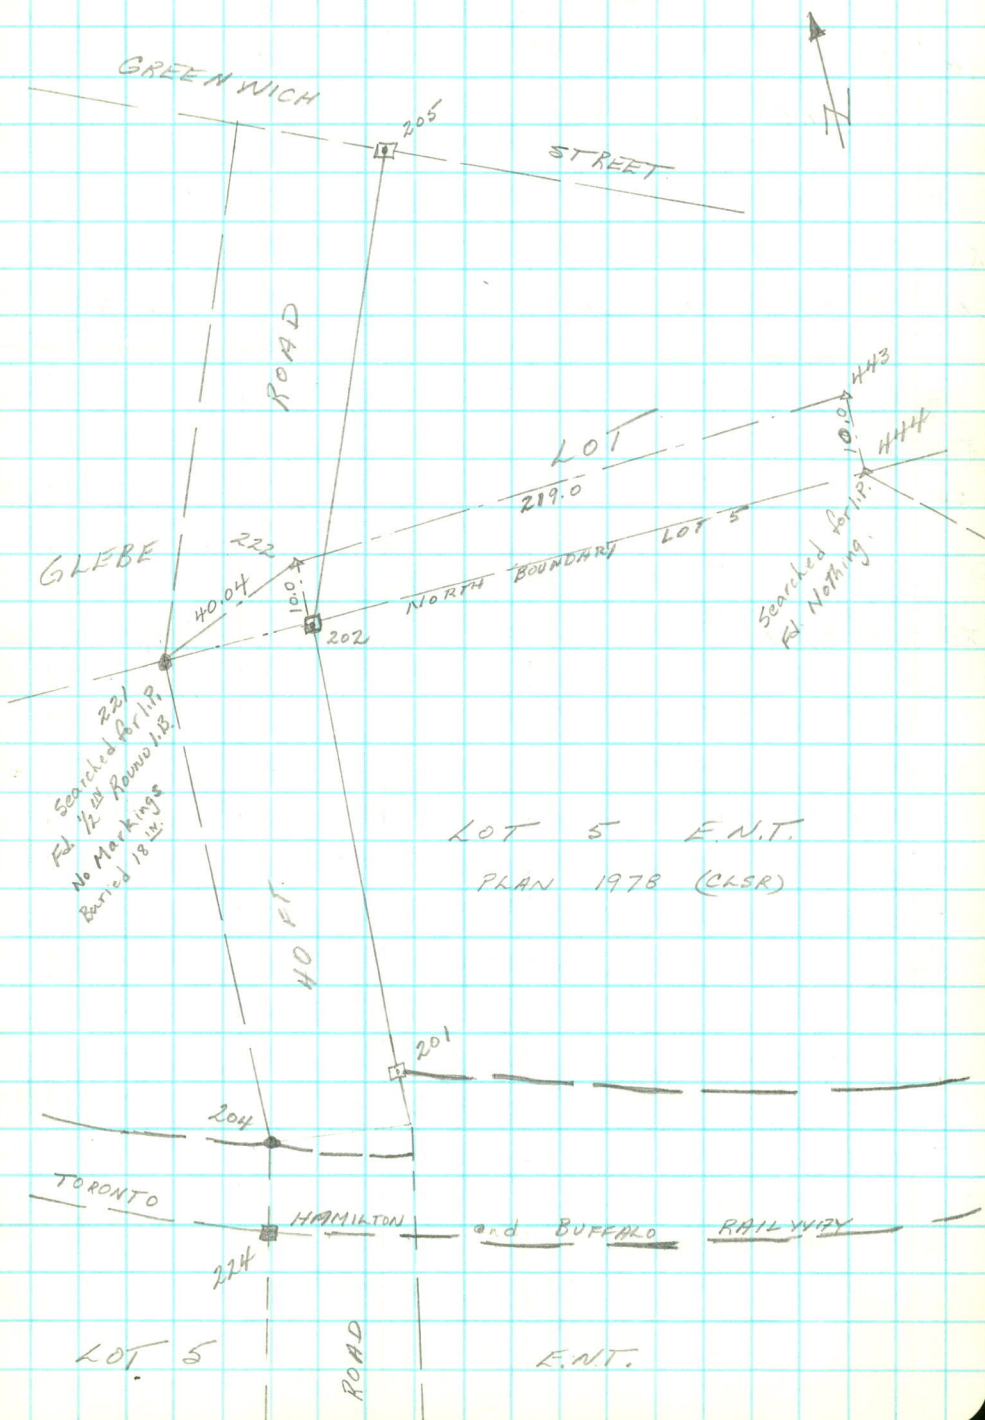 GREENWICH
STREET
205
N
ROAD
443
10.0
444
LOT
219.0
NORTH BOUNDARY LOT 5
Searched for I.P.
Fd. Nothing.
GLEBE
222
40.04
10.0
202
221
Searched for I.P.
Fd. 1/2 IN Round I.B.
No Markings
Buried 18 IN.
LOT 5 E.N.T.
PLAN 1978 (CLSR)
40 FT.
201
204
TORONTO HAMILTON and BUFFALO RAILWAY
224
LOT 5 E.N.T.
ROAD